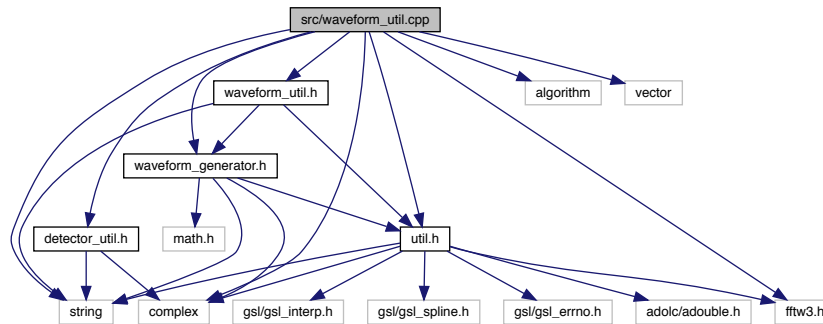 src/waveform_util.cpp
waveform_util.h
algorithm
vector
waveform_generator.h
detector_util.h
math.h
util.h
string
complex
gsl/gsl_interp.h
gsl/gsl_spline.h
gsl/gsl_errno.h
adolc/adouble.h
fftw3.h